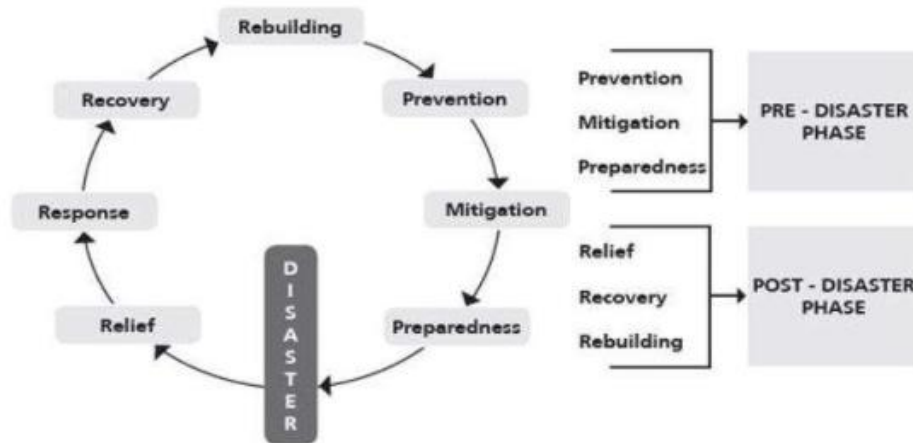 Rebuilding
Prevention
Mitigation
Preparedness
DISASTER
Relief
Response
Recovery
Prevention
Mitigation
Preparedness
PRE - DISASTER
PHASE
Relief
Recovery
Rebuilding
POST - DISASTER
PHASE